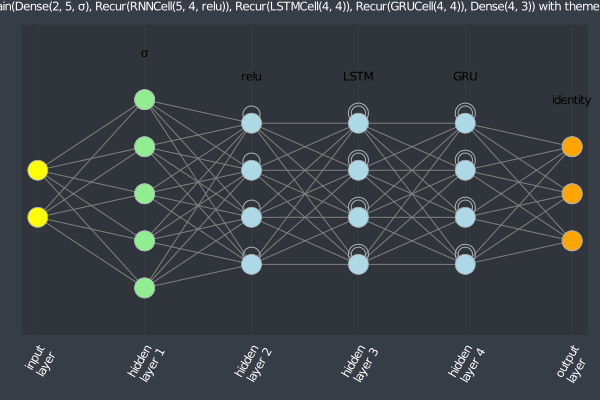 ain(Dense(2, 5, σ), Recur(RNNCell(5, 4, relu)), Recur(LSTMCell(4, 4)), Recur(GRUCell(4, 4)), Dense(4, 3)) with theme
σ
relu
LSTM
GRU
identity
input
layer
hidden
layer 1
hidden
layer 2
hidden
layer 3
hidden
layer 4
output
layer